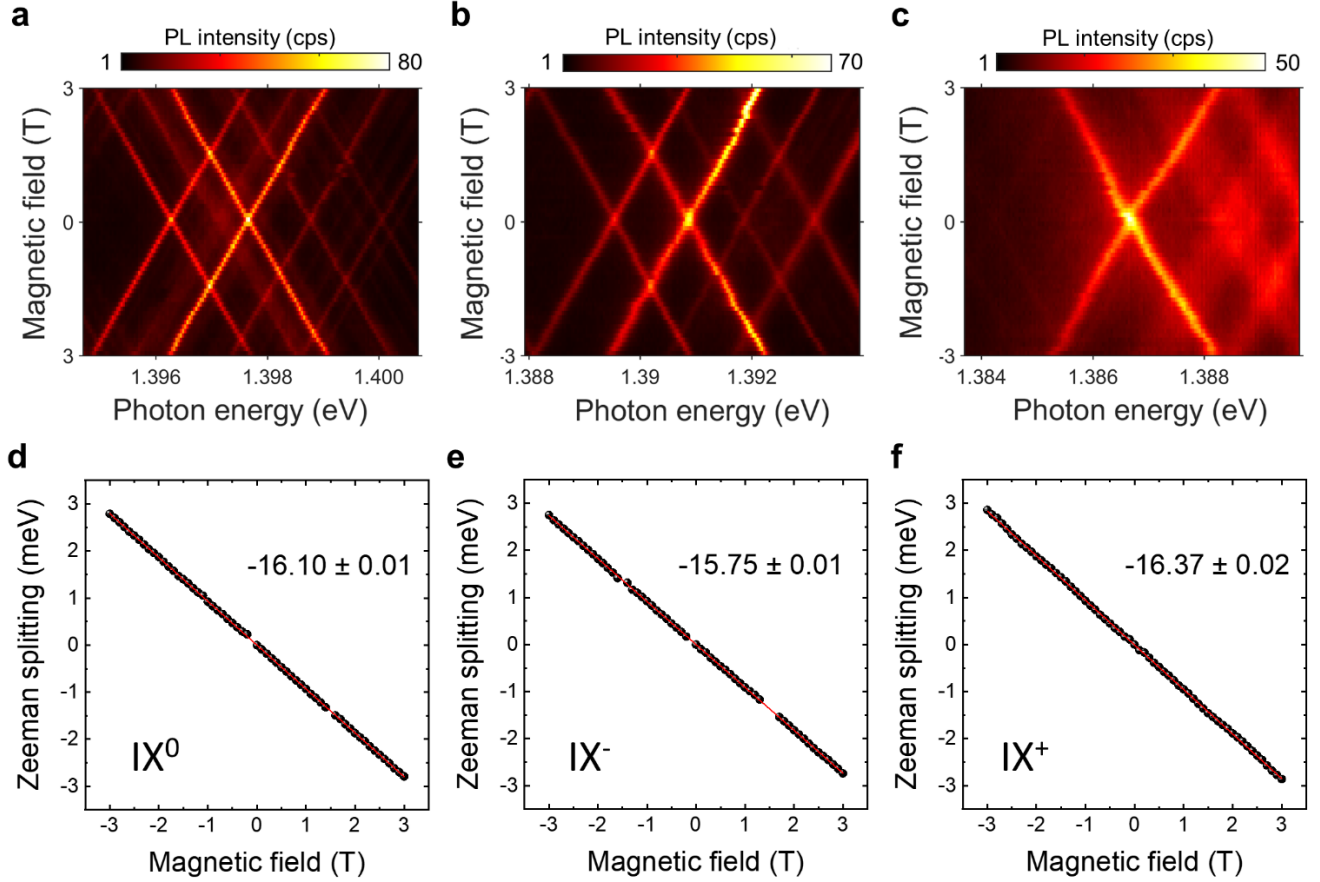 a
b
c
PL intensity (cps)
PL intensity (cps)
PL intensity (cps)
1 80
1 70
1 50
Magnetic field (T)
3
0
3
1.396 1.398 1.400
Photon energy (eV)
Magnetic field (T)
3
0
-3
1.388 1.39 1.392
Photon energy (eV)
Magnetic field (T)
3
0
-3
1.384 1.386 1.388
Photon energy (eV)
d
e
f
Zeeman splitting (meV)
3
2
1
0
-1
-2
-3
-16.10 ± 0.01
IX⁰
-3 -2 -1 0 1 2 3
Magnetic field (T)
Zeeman splitting (meV)
3
2
1
0
-1
-2
-3
-15.75 ± 0.01
IX⁻
-3 -2 -1 0 1 2 3
Magnetic field (T)
Zeeman splitting (meV)
3
2
1
0
-1
-2
-3
-16.37 ± 0.02
IX⁺
-3 -2 -1 0 1 2 3
Magnetic field (T)